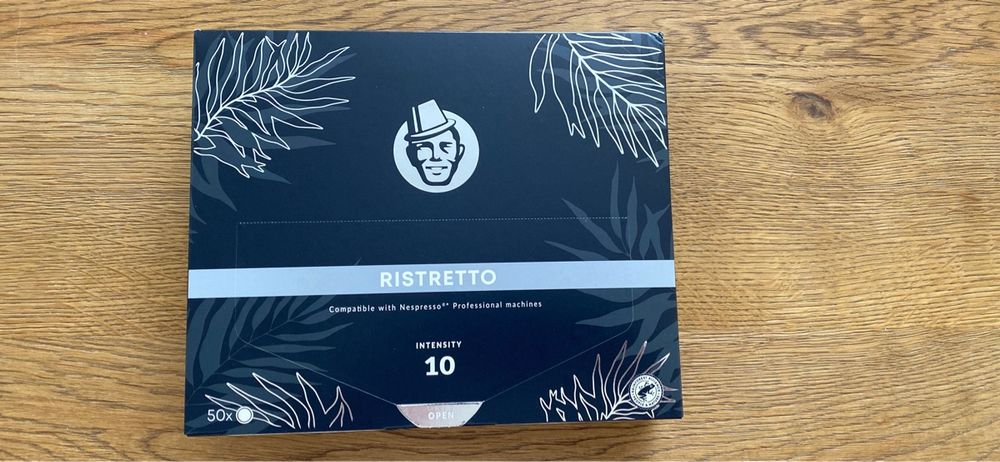 RISTRETTO
Compatible with Nespresso®* Professional machines
INTENSITY
10
50x
OPEN